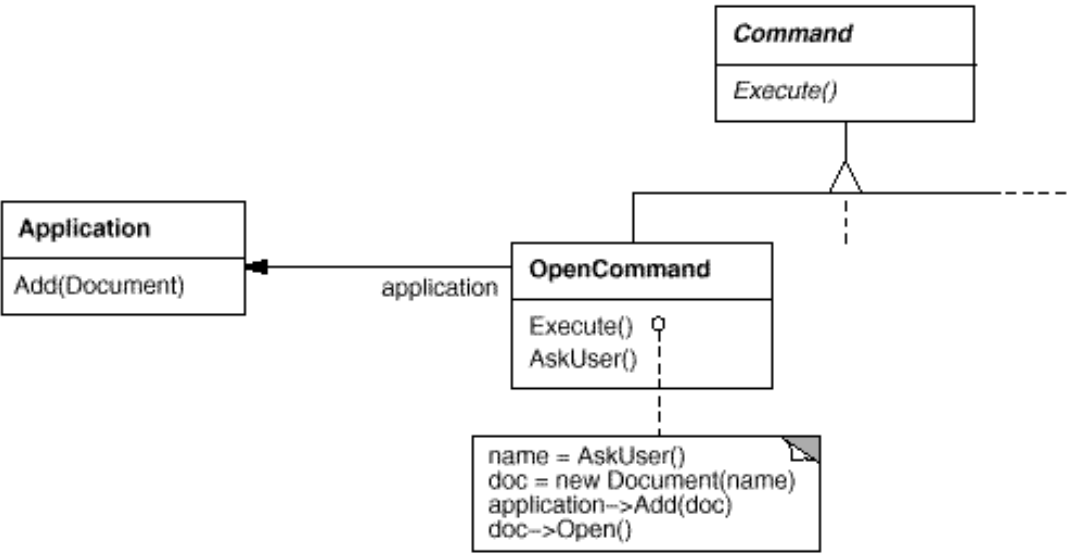 Command
Execute()
Application
Add(Document)
application
OpenCommand
Execute()
AskUser()
name = AskUser()
doc = new Document(name)
application−>Add(doc)
doc−>Open()